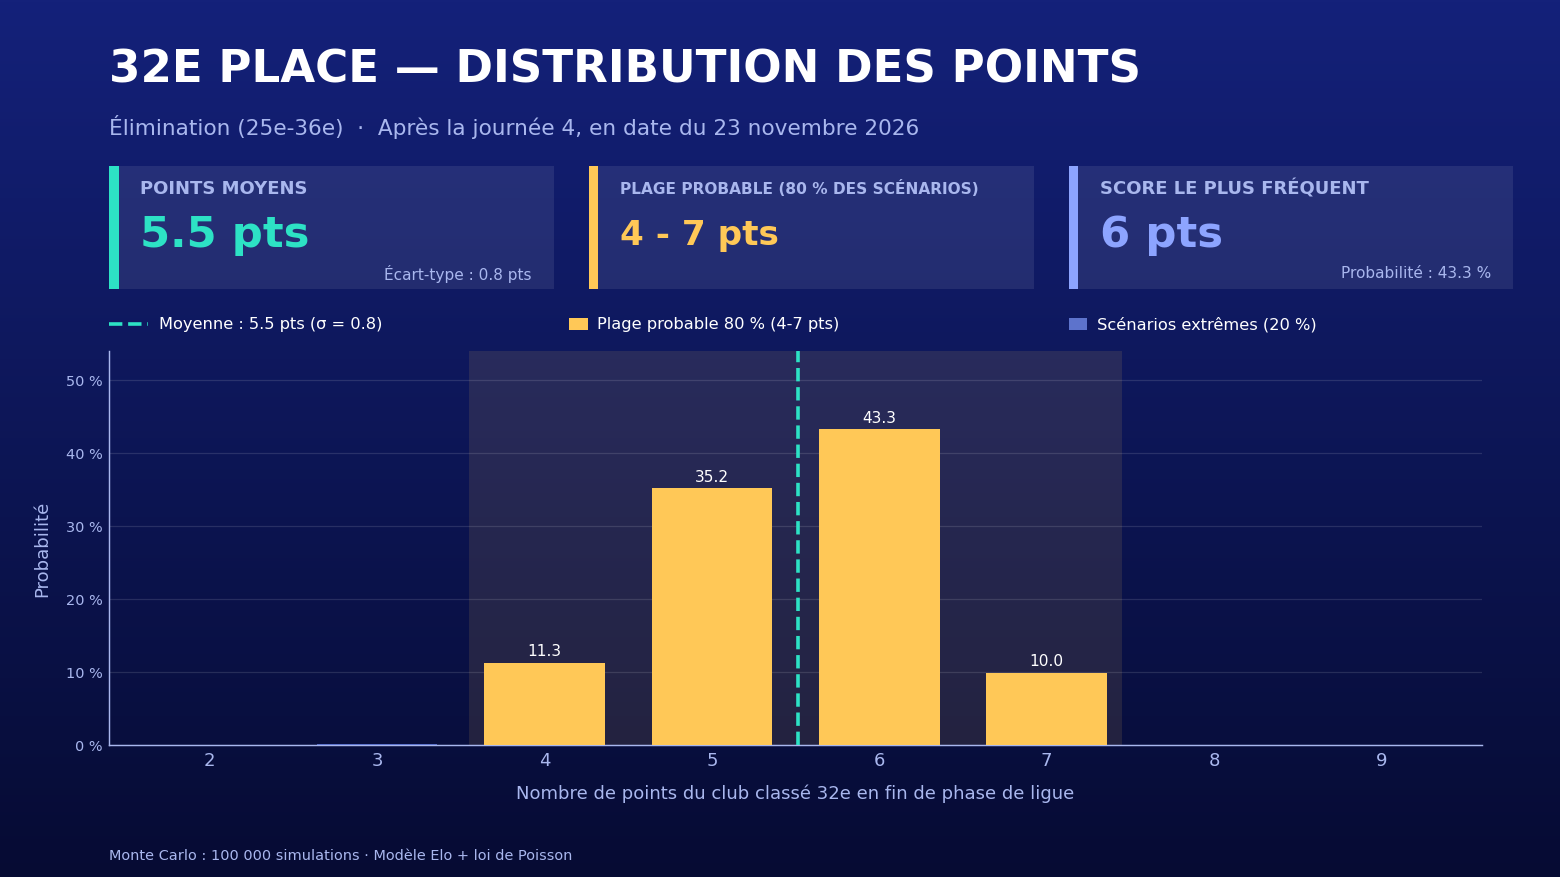 32E PLACE — DISTRIBUTION DES POINTS
Élimination (25e-36e)  ·  Après la journée 4, en date du 23 novembre 2026
POINTS MOYENS
5.5 pts
Écart-type : 0.8 pts
PLAGE PROBABLE (80 % DES SCÉNARIOS)
4 - 7 pts
SCORE LE PLUS FRÉQUENT
6 pts
Probabilité : 43.3 %
Moyenne : 5.5 pts (σ = 0.8)
Plage probable 80 % (4-7 pts)
Scénarios extrêmes (20 %)
Probabilité
50 %
40 %
30 %
20 %
10 %
0 %
11.3
35.2
43.3
10.0
2 3 4 5 6 7 8 9
Nombre de points du club classé 32e en fin de phase de ligue
Monte Carlo : 100 000 simulations · Modèle Elo + loi de Poisson